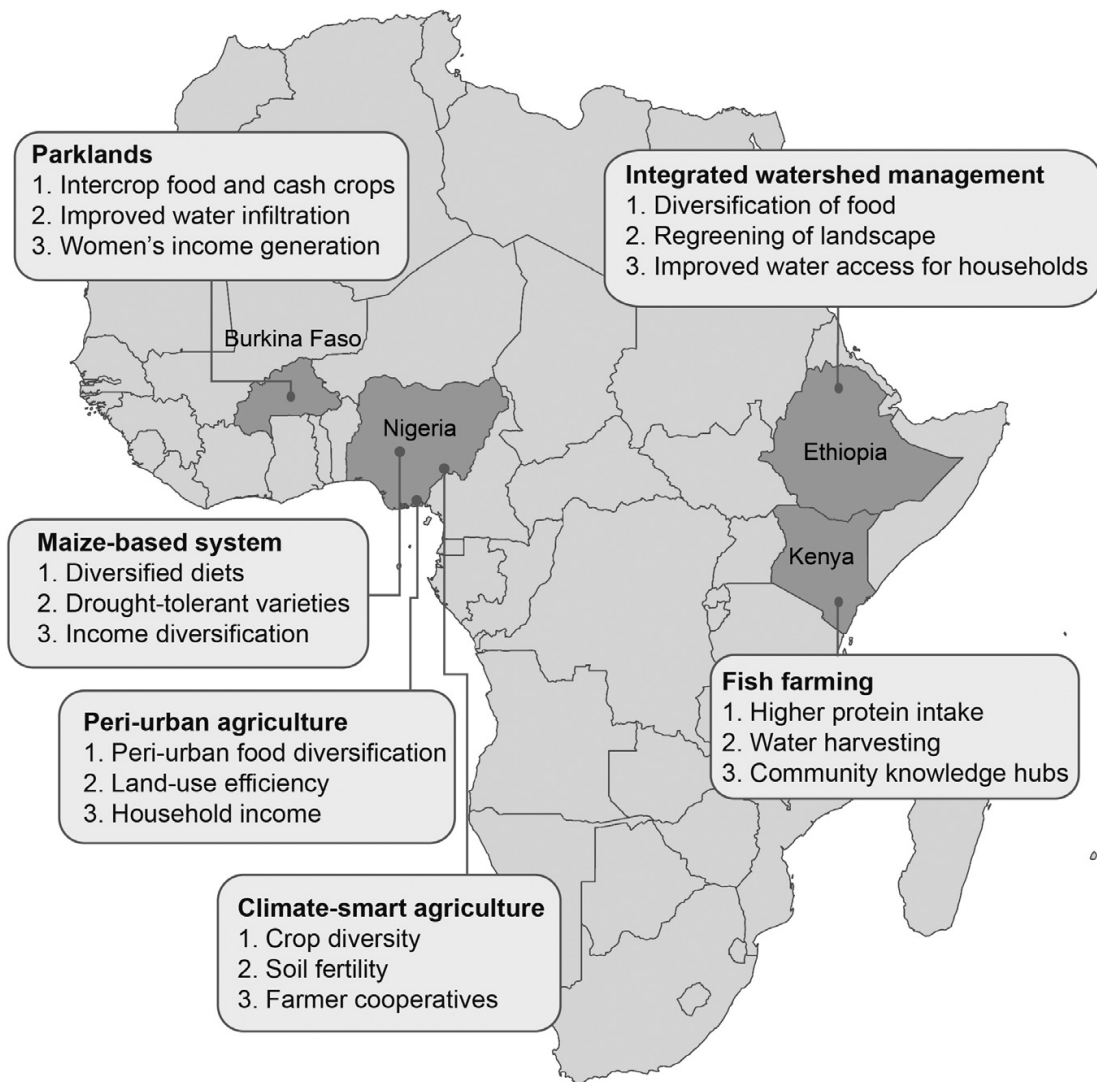 Parklands
1. Intercrop food and cash crops
2. Improved water infiltration
3. Women's income generation
Integrated watershed management
1. Diversification of food
2. Regreening of landscape
3. Improved water access for households
Burkina Faso
Nigeria
Ethiopia
Kenya
Maize-based system
1. Diversified diets
2. Drought-tolerant varieties
3. Income diversification
Fish farming
1. Higher protein intake
2. Water harvesting
3. Community knowledge hubs
Peri-urban agriculture
1. Peri-urban food diversification
2. Land-use efficiency
3. Household income
Climate-smart agriculture
1. Crop diversity
2. Soil fertility
3. Farmer cooperatives